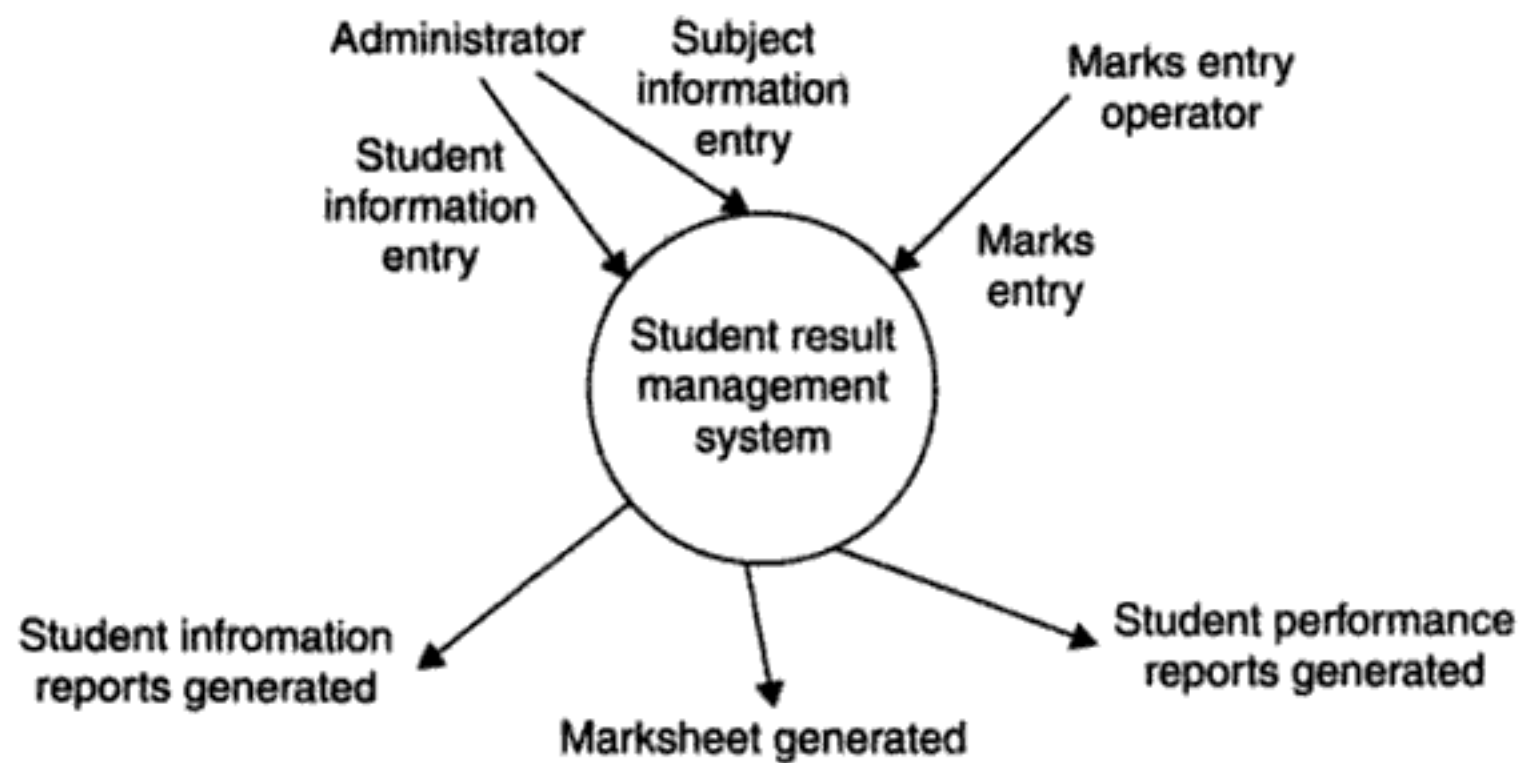 Administrator
Subject
information
entry
Marks entry
operator
Student
information
entry
Marks
entry
Student result
management
system
Student infromation
reports generated
Marksheet generated
Student performance
reports generated